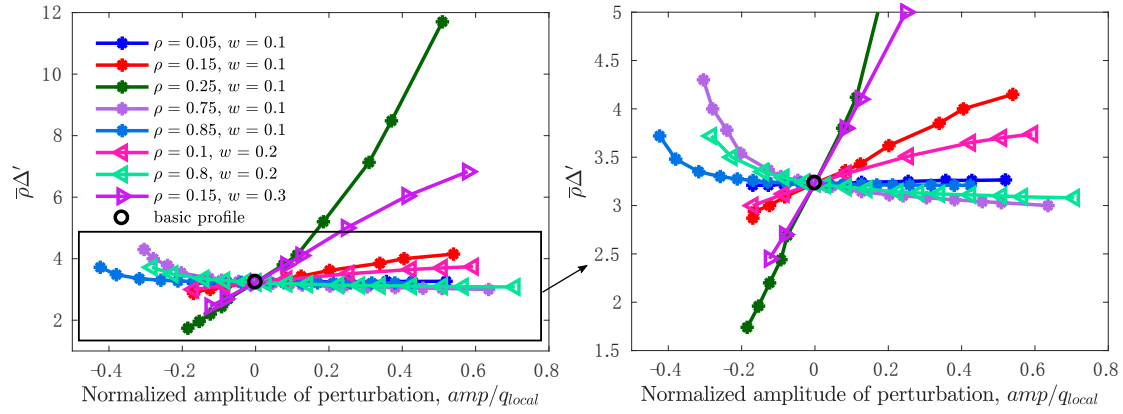 12
10
8
6
4
2
ρ̅Δ′
ρ = 0.05, w = 0.1
ρ = 0.15, w = 0.1
ρ = 0.25, w = 0.1
ρ = 0.75, w = 0.1
ρ = 0.85, w = 0.1
ρ = 0.1, w = 0.2
ρ = 0.8, w = 0.2
ρ = 0.15, w = 0.3
basic profile
-0.4 -0.2 0 0.2 0.4 0.6 0.8
Normalized amplitude of perturbation, amp/q_local
5
4.5
4
3.5
3
2.5
2
1.5
ρ̅Δ′
-0.4 -0.2 0 0.2 0.4 0.6 0.8
Normalized amplitude of perturbation, amp/q_local